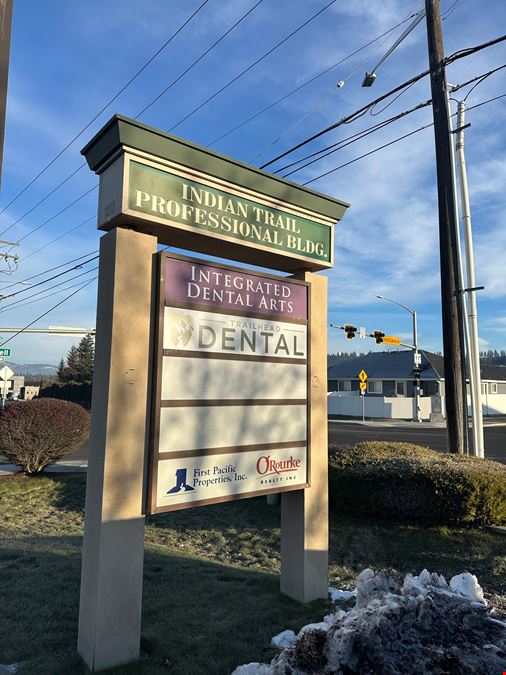 INDIAN TRAIL
PROFESSIONAL BLDG.
INTEGRATED
DENTAL ARTS
TRAILHEAD
DENTAL
First Pacific
Properties, Inc.
O'Rourke
REALTY INC